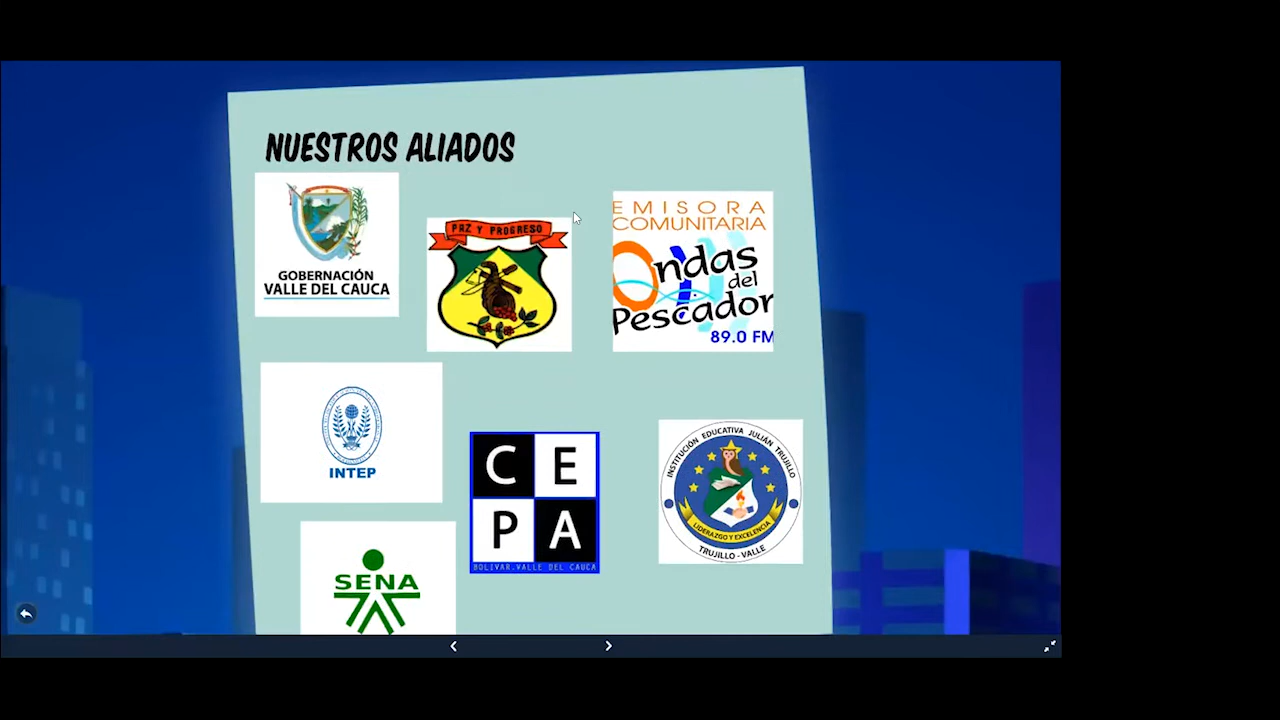 NUESTROS ALIADOS
GOBERNACIÓN
VALLE DEL CAUCA
PAZ Y PROGRESO
EMISORA
COMUNITARIA
Ondas
del
Pescador
89.0 FM
INTEP
C E
P A
BOLIVAR.VALLE DEL CAUCA
INSTITUCIÓN EDUCATIVA JULIÁN TRUJILLO
LIDERAZGO Y EXCELENCIA
TRUJILLO - VALLE
SENA